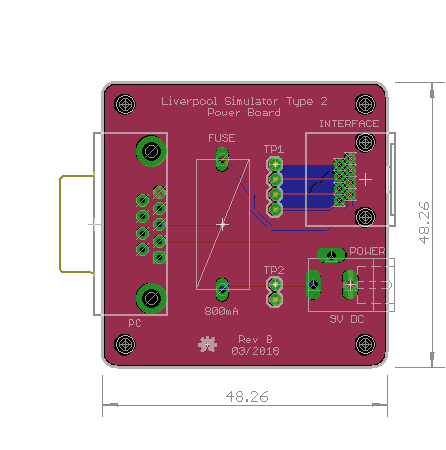 Liverpool Simulator Type 2
Power Board
INTERFACE
FUSE
TP1
48.26
POWER
TP2
800mA
9V DC
PC
Rev B
03/2018
48.26